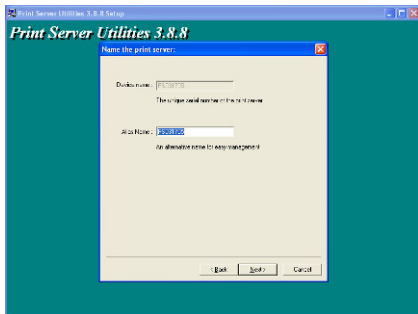 Print Server Utilities 3.8.8 Setup
Print Server Utilities 3.8.8
Name the print server:
Device name:
The unique serial number of the print server
Alias Name:
An alternative name for easy management
< Back Next > Cancel